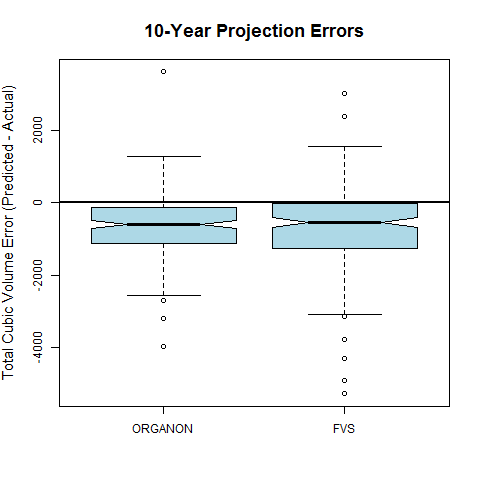 10-Year Projection Errors
Total Cubic Volume Error (Predicted - Actual)
2000
0
-2000
-4000
ORGANON
FVS